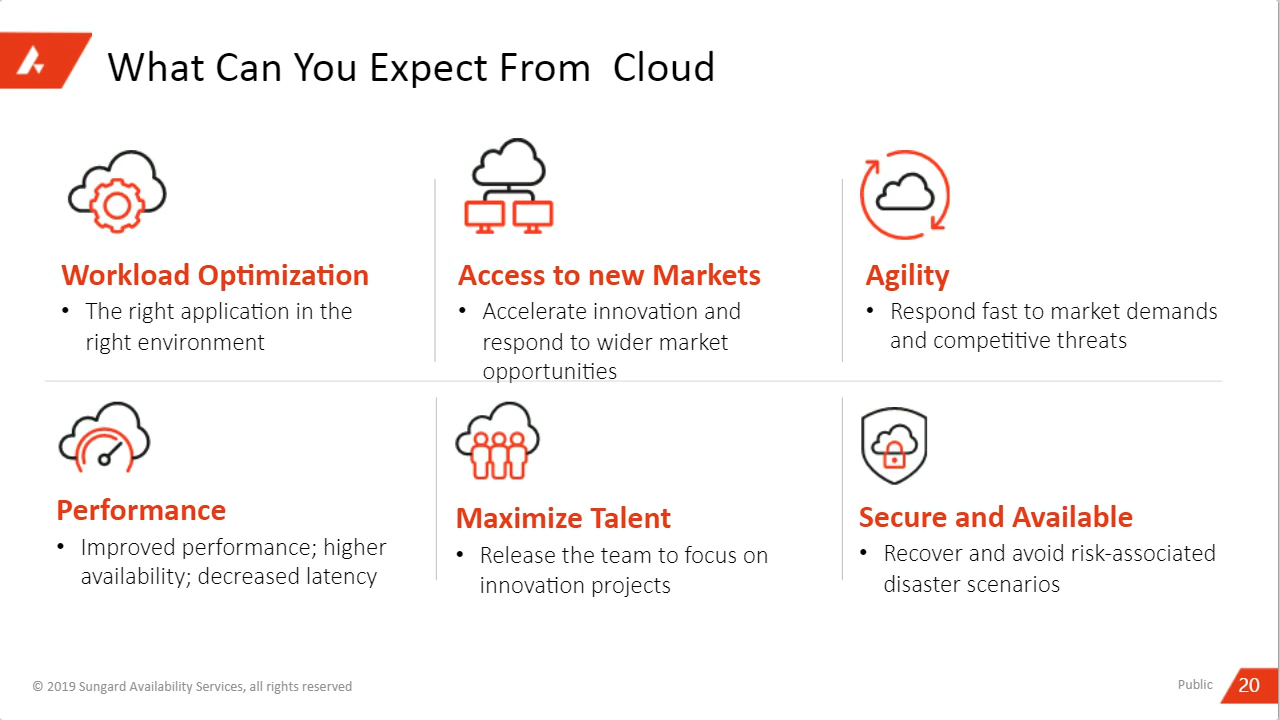 What Can You Expect From  Cloud
Workload Optimization
• The right application in the
right environment
Access to new Markets
• Accelerate innovation and
respond to wider market
opportunities
Agility
• Respond fast to market demands
and competitive threats
Performance
• Improved performance; higher
availability; decreased latency
Maximize Talent
• Release the team to focus on
innovation projects
Secure and Available
• Recover and avoid risk-associated
disaster scenarios
© 2019 Sungard Availability Services, all rights reserved
Public
20